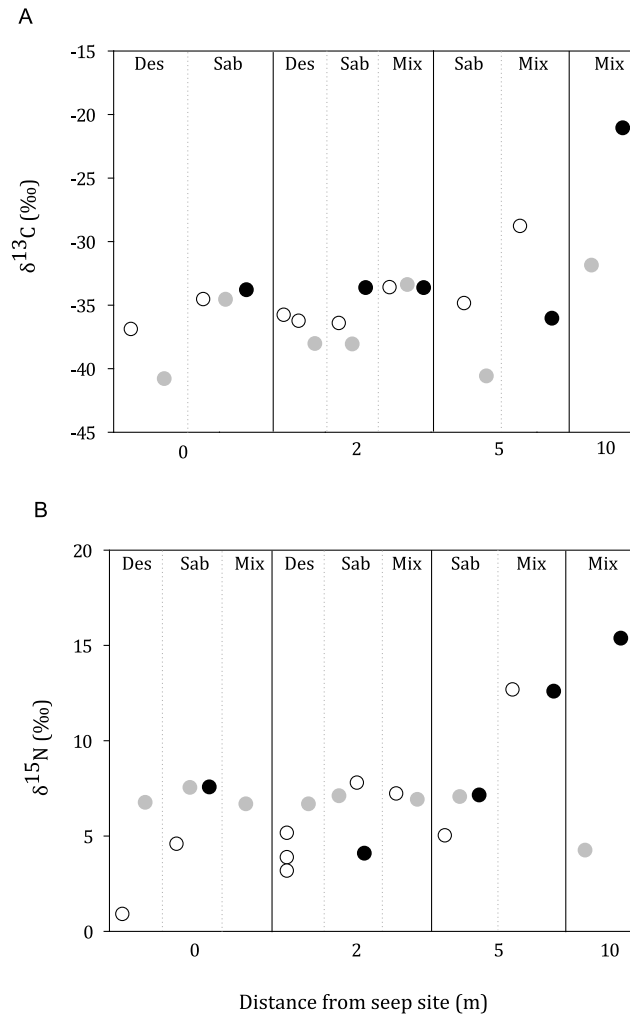 A
Des Sab Des Sab Mix Sab Mix Mix
-15
-20
-25
-30
-35
-40
-45
δ13C (‰)
0 2 5 10
B
Des Sab Mix Des Sab Mix Sab Mix Mix
20
15
10
5
0
δ15N (‰)
0 2 5 10
Distance from seep site (m)